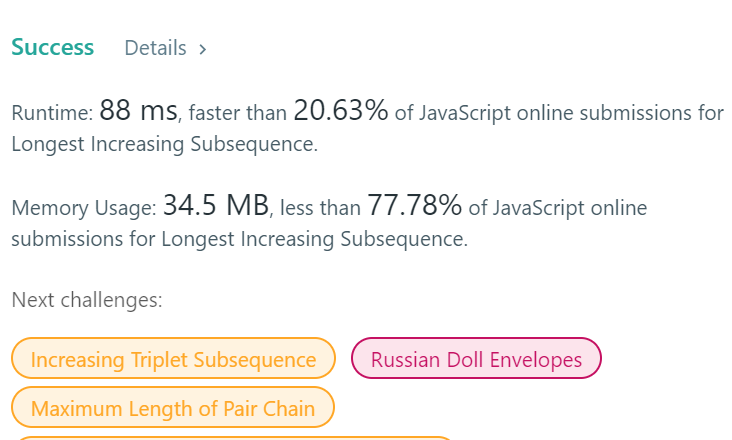 Success Details >
Runtime: 88 ms, faster than 20.63% of JavaScript online submissions for
Longest Increasing Subsequence.
Memory Usage: 34.5 MB, less than 77.78% of JavaScript online
submissions for Longest Increasing Subsequence.
Next challenges:
Increasing Triplet Subsequence Russian Doll Envelopes
Maximum Length of Pair Chain